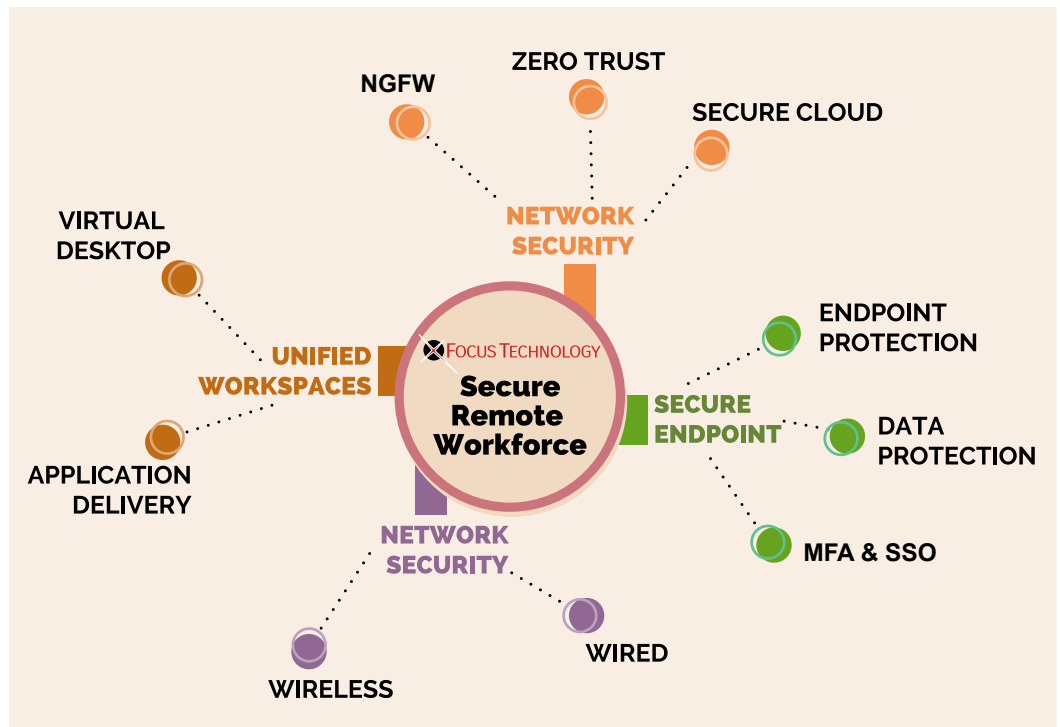 ZERO TRUST
NGFW
SECURE CLOUD
NETWORK
SECURITY
VIRTUAL
DESKTOP
UNIFIED
WORKSPACES
APPLICATION
DELIVERY
FOCUS TECHNOLOGY
Secure
Remote
Workforce
ENDPOINT
PROTECTION
SECURE
ENDPOINT
DATA
PROTECTION
MFA & SSO
NETWORK
SECURITY
WIRED
WIRELESS